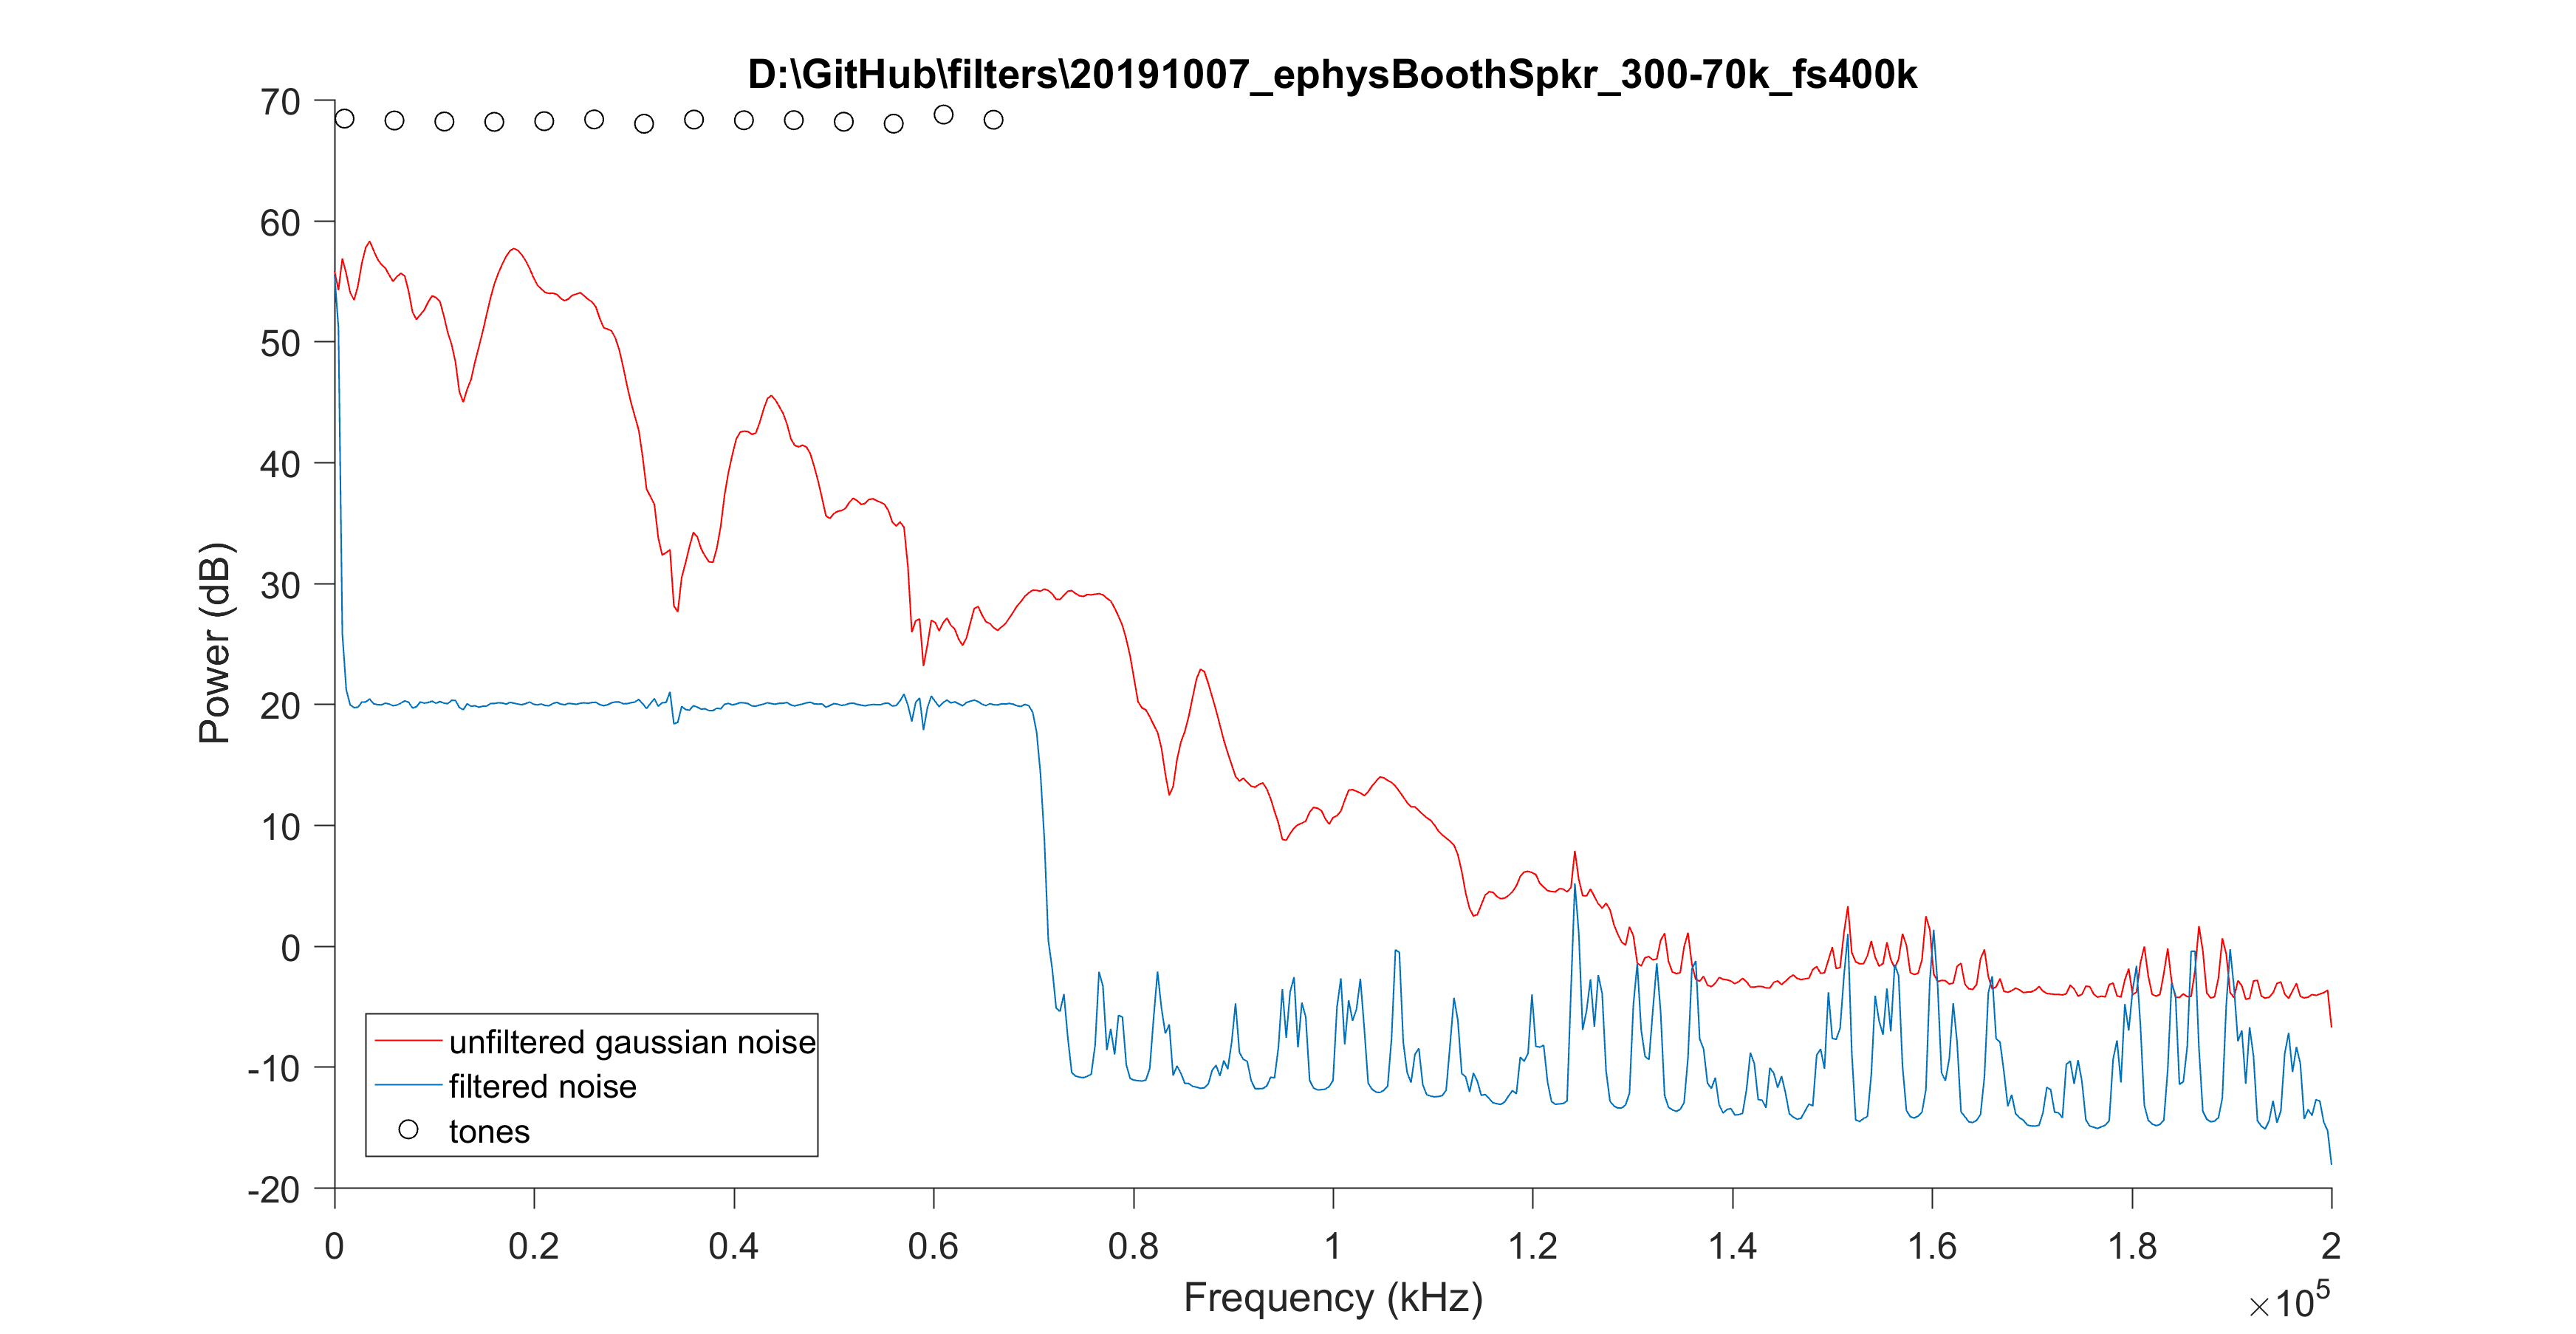 D:\GitHub\filters\20191007_ephysBoothSpkr_300-70k_fs400k
70
60
50
40
30
20
10
0
-10
-20
Power (dB)
unfiltered gaussian noise
filtered noise
tones
0 0.2 0.4 0.6 0.8 1 1.2 1.4 1.6 1.8 2
Frequency (kHz)
×10⁵